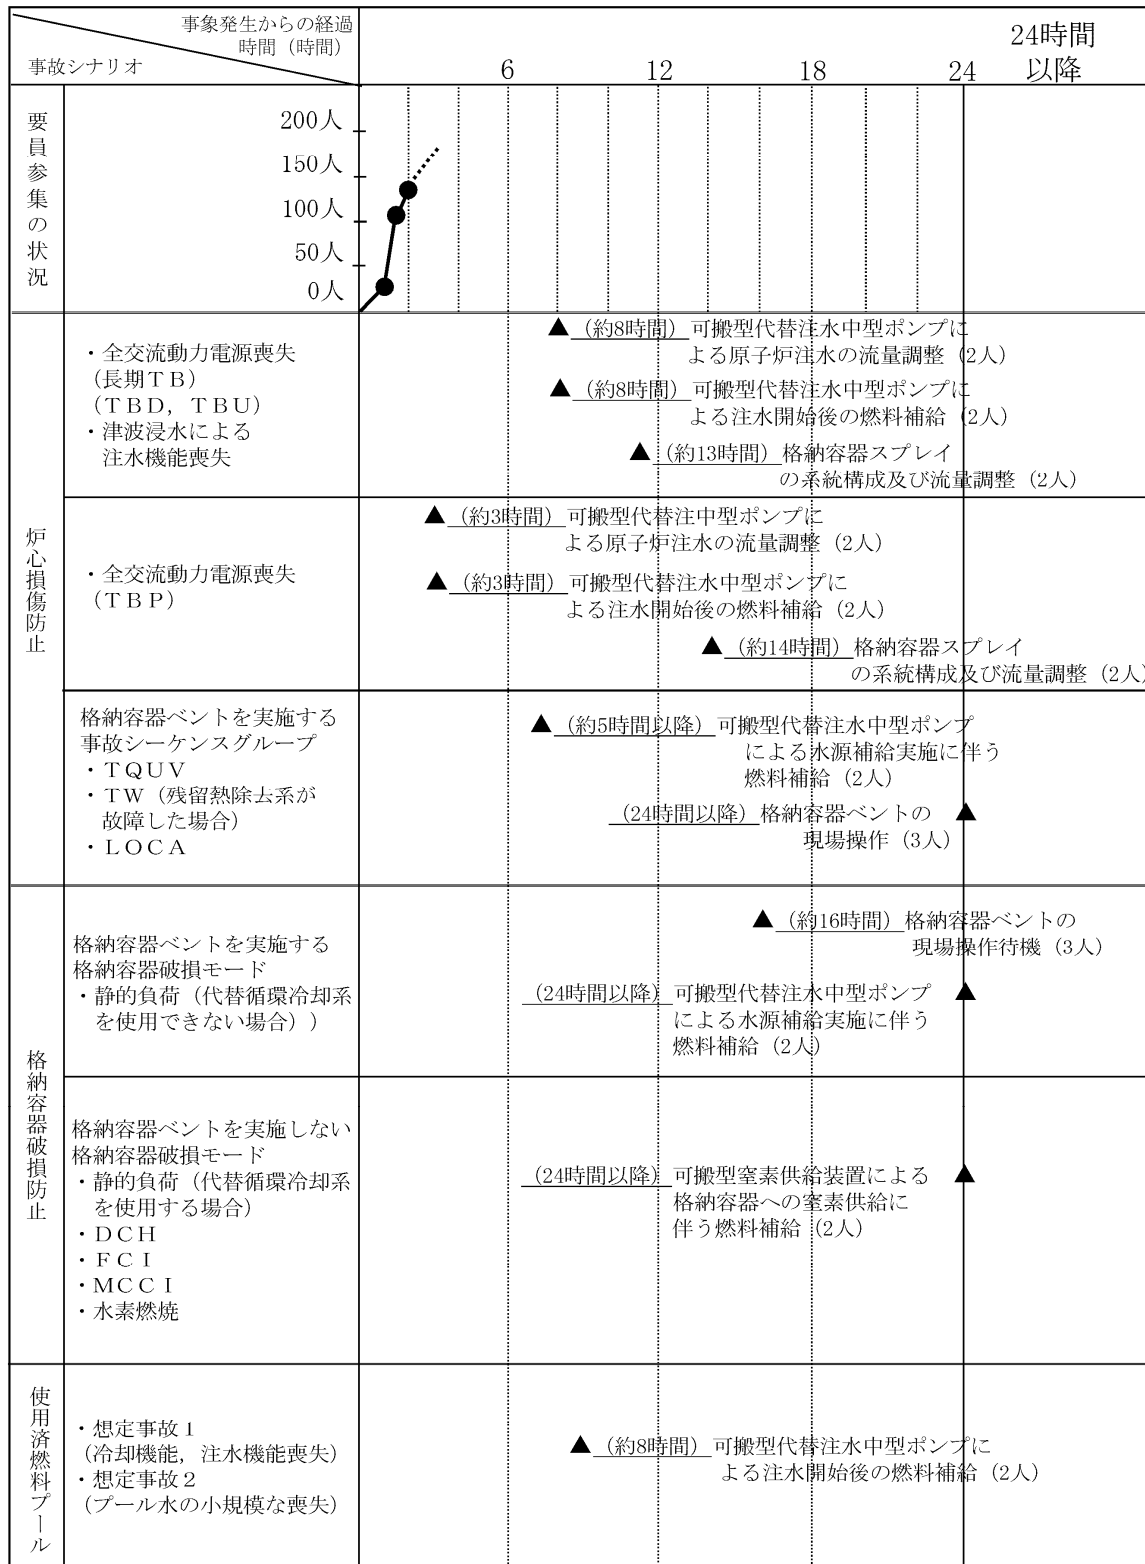 事象発生からの経過
時間（時間）
事故シナリオ
6
12
18
24
24時間
以降
要員参集の状況
200人
150人
100人
50人
0人
炉心損傷防止
・全交流動力電源喪失
（長期ＴＢ）
（ＴＢＤ，ＴＢＵ）
・津波浸水による
注水機能喪失
▲（約8時間）可搬型代替注水中型ポンプに
よる原子炉注水の流量調整（2人）
▲（約8時間）可搬型代替注水中型ポンプに
よる注水開始後の燃料補給（2人）
▲（約13時間）格納容器スプレイ
の系統構成及び流量調整（2人）
・全交流動力電源喪失
（ＴＢＰ）
▲（約3時間）可搬型代替注中型ポンプに
よる原子炉注水の流量調整（2人）
▲（約3時間）可搬型代替注水中型ポンプに
よる注水開始後の燃料補給（2人）
▲（約14時間）格納容器スプレイ
の系統構成及び流量調整（2人）
格納容器ベントを実施する
事故シーケンスグループ
・ＴＱＵＶ
・ＴＷ（残留熱除去系が
故障した場合）
・ＬＯＣＡ
▲（約5時間以降）可搬型代替注水中型ポンプ
による水源補給実施に伴う
燃料補給（2人）
（24時間以降）格納容器ベントの ▲
現場操作（3人）
格納容器破損防止
格納容器ベントを実施する
格納容器破損モード
・静的負荷（代替循環冷却系
を使用できない場合））
▲（約16時間）格納容器ベントの
現場操作待機（3人）
（24時間以降）可搬型代替注水中型ポンプ ▲
による水源補給実施に伴う
燃料補給（2人）
格納容器ベントを実施しない
格納容器破損モード
・静的負荷（代替循環冷却系
を使用する場合）
・ＤＣＨ
・ＦＣＩ
・ＭＣＣＩ
・水素燃焼
（24時間以降）可搬型窒素供給装置による ▲
格納容器への窒素供給に
伴う燃料補給（2人）
使用済燃料プール
・想定事故１
（冷却機能，注水機能喪失）
・想定事故２
（プール水の小規模な喪失）
▲（約8時間）可搬型代替注水中型ポンプに
よる注水開始後の燃料補給（2人）